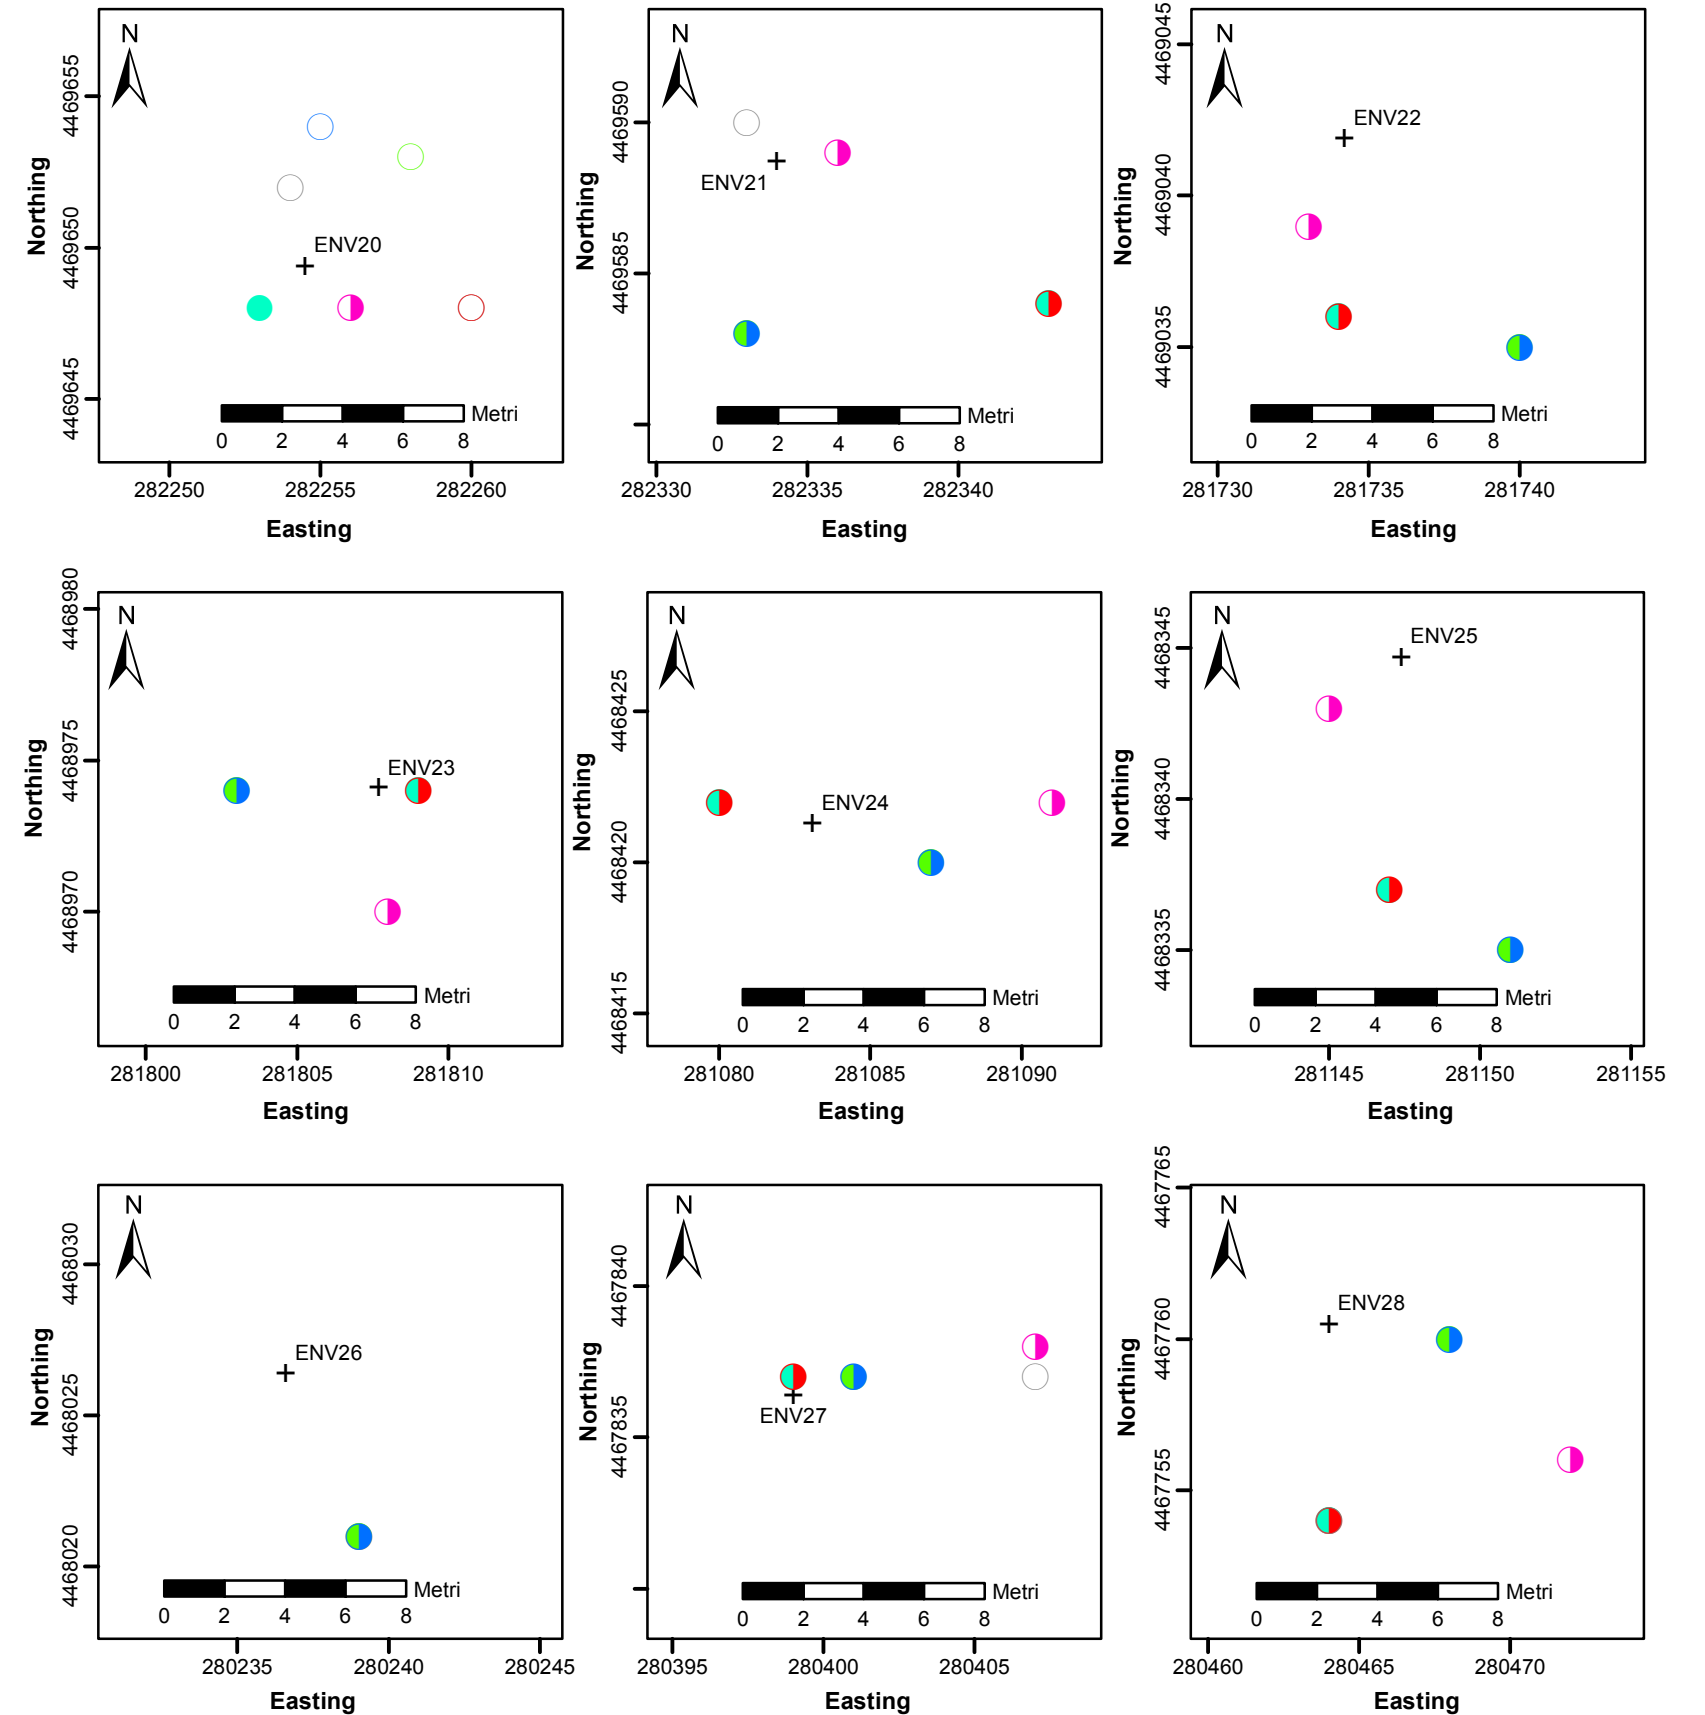 N
4469655
4469650
4469645
Northing
ENV20
Metri
0 2 4 6 8
282250 282255 282260
Easting
N
4469590
4469585
Northing
ENV21
Metri
0 2 4 6 8
282330 282335 282340
Easting
N
4469045
4469040
4469035
Northing
ENV22
Metri
0 2 4 6 8
281730 281735 281740
Easting
N
4468980
4468975
4468970
Northing
ENV23
Metri
0 2 4 6 8
281800 281805 281810
Easting
N
4468425
4468420
4468415
Northing
ENV24
Metri
0 2 4 6 8
281080 281085 281090
Easting
N
4468345
4468340
4468335
Northing
ENV25
Metri
0 2 4 6 8
281145 281150 281155
Easting
N
4468030
4468025
4468020
Northing
ENV26
Metri
0 2 4 6 8
280235 280240 280245
Easting
N
4467840
4467835
Northing
ENV27
Metri
0 2 4 6 8
280395 280400 280405
Easting
N
4467765
4467760
4467755
Northing
ENV28
Metri
0 2 4 6 8
280460 280465 280470
Easting